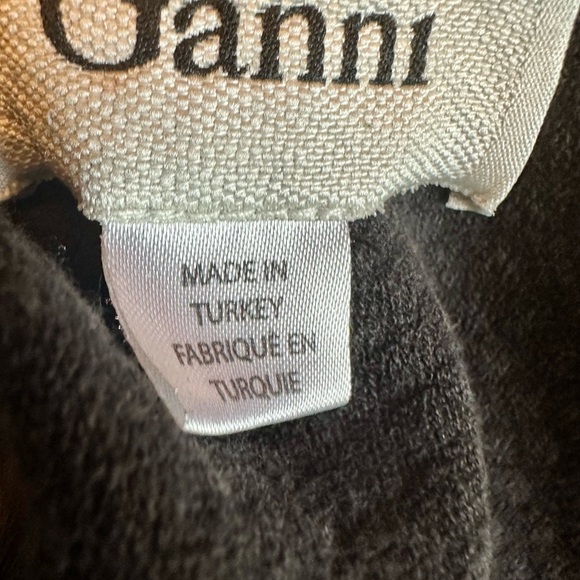 Ganni
MADE IN
TURKEY
FABRIQUÉ EN
TURQUIE